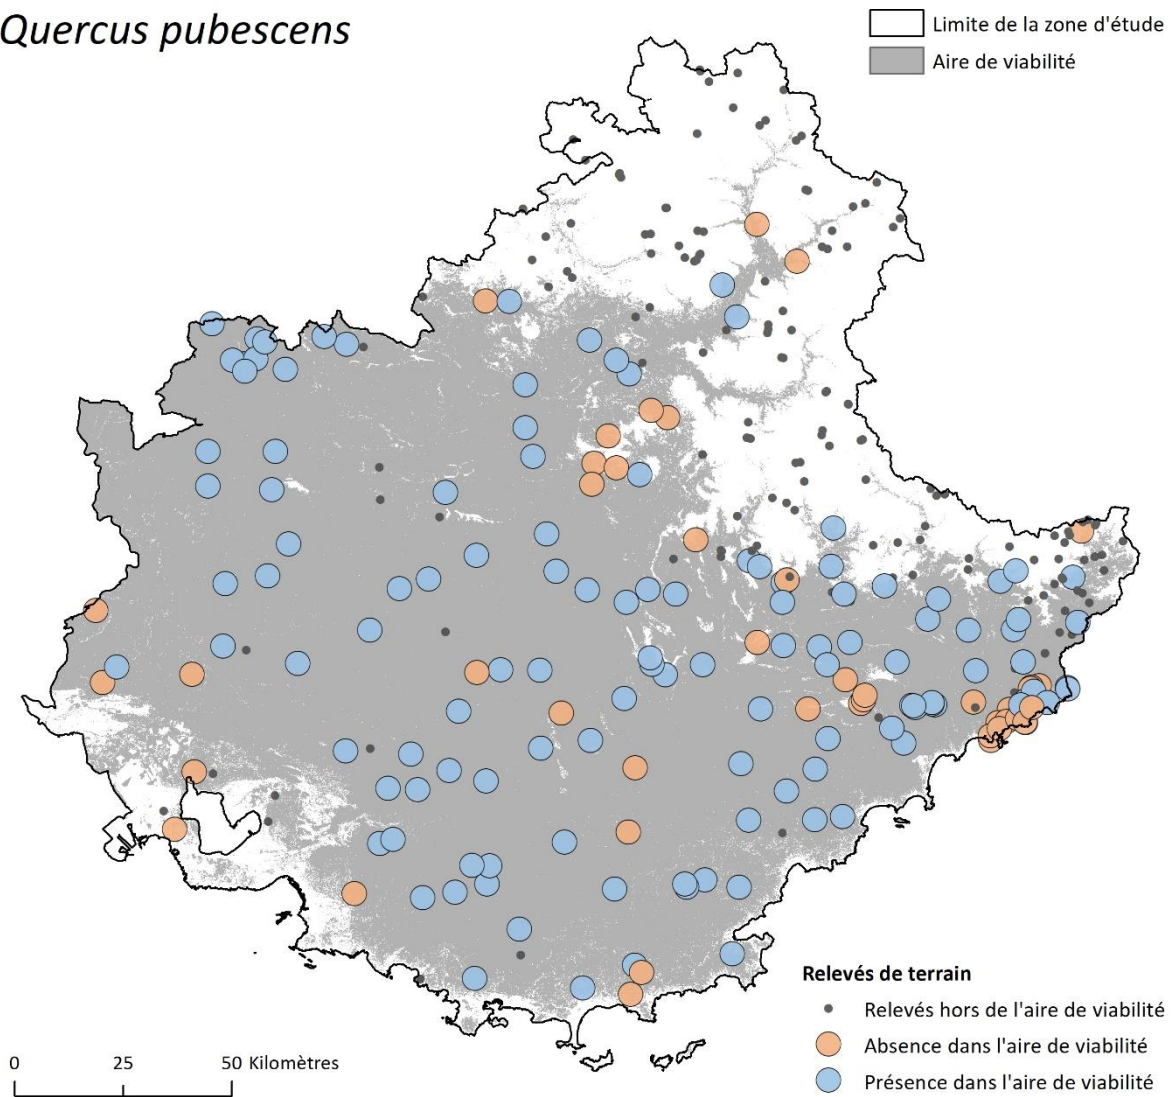 Quercus pubescens
Limite de la zone d'étude
Aire de viabilité
Relevés de terrain
Relevés hors de l'aire de viabilité
Absence dans l'aire de viabilité
Présence dans l'aire de viabilité
0 25 50 Kilomètres